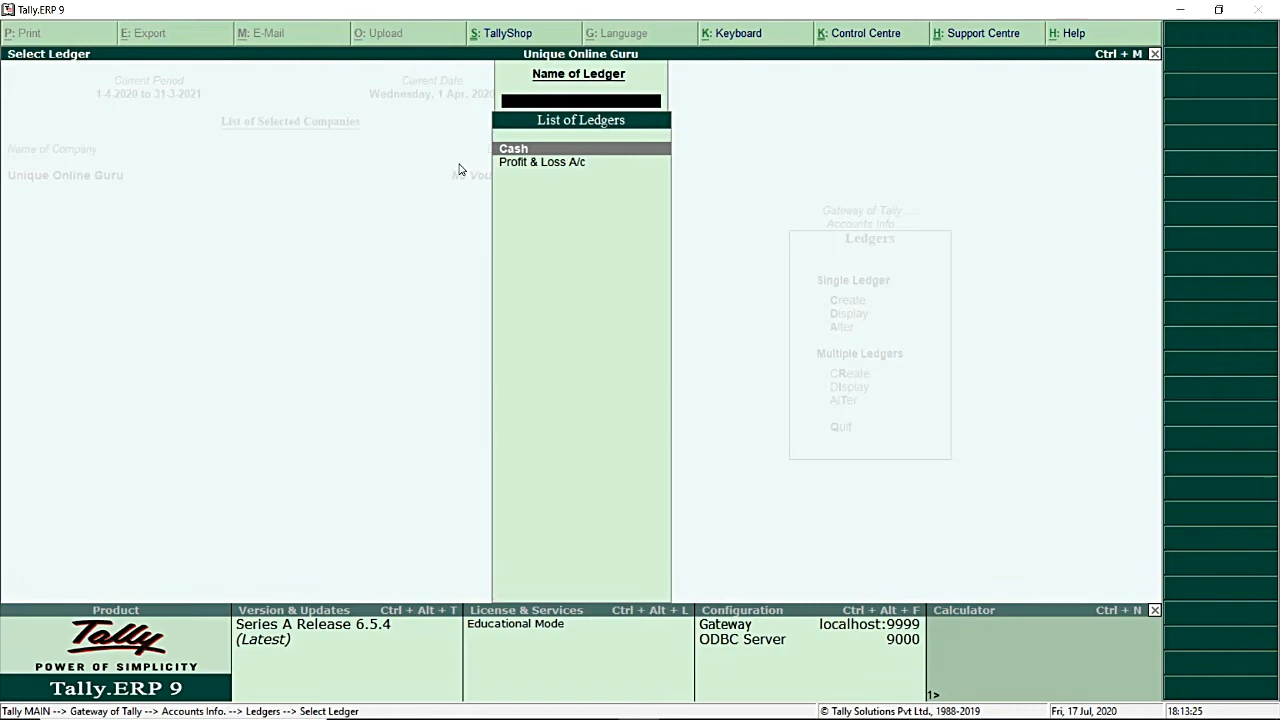 Tally.ERP 9
P: Print
E: Export
M: E-Mail
O: Upload
S: TallyShop
G: Language
K: Keyboard
K: Control Centre
H: Support Centre
H: Help
Select Ledger
Unique Online Guru
Ctrl + M
Current Period
1-4-2020 to 31-3-2021
Current Date
Wednesday, 1 Apr, 2020
List of Selected Companies
Name of Company
Unique Online Guru
Name of Ledger
List of Ledgers
Cash
Profit & Loss A/c
Gateway of Tally ....
Accounts Info.
Ledgers
Single Ledger
Create
Display
Alter
Multiple Ledgers
CReate
DIsplay
AlTer
Quit
Product
Tally
POWER OF SIMPLICITY
Tally.ERP 9
Version & Updates Ctrl + Alt + T
Series A Release 6.5.4
(Latest)
License & Services Ctrl + Alt + L
Educational Mode
Configuration Ctrl + Alt + F
Gateway localhost:9999
ODBC Server 9000
Calculator Ctrl + N
1>
Tally MAIN --> Gateway of Tally --> Accounts Info. --> Ledgers --> Select Ledger
© Tally Solutions Pvt Ltd., 1988-2019
Fri, 17 Jul, 2020
18:13:25